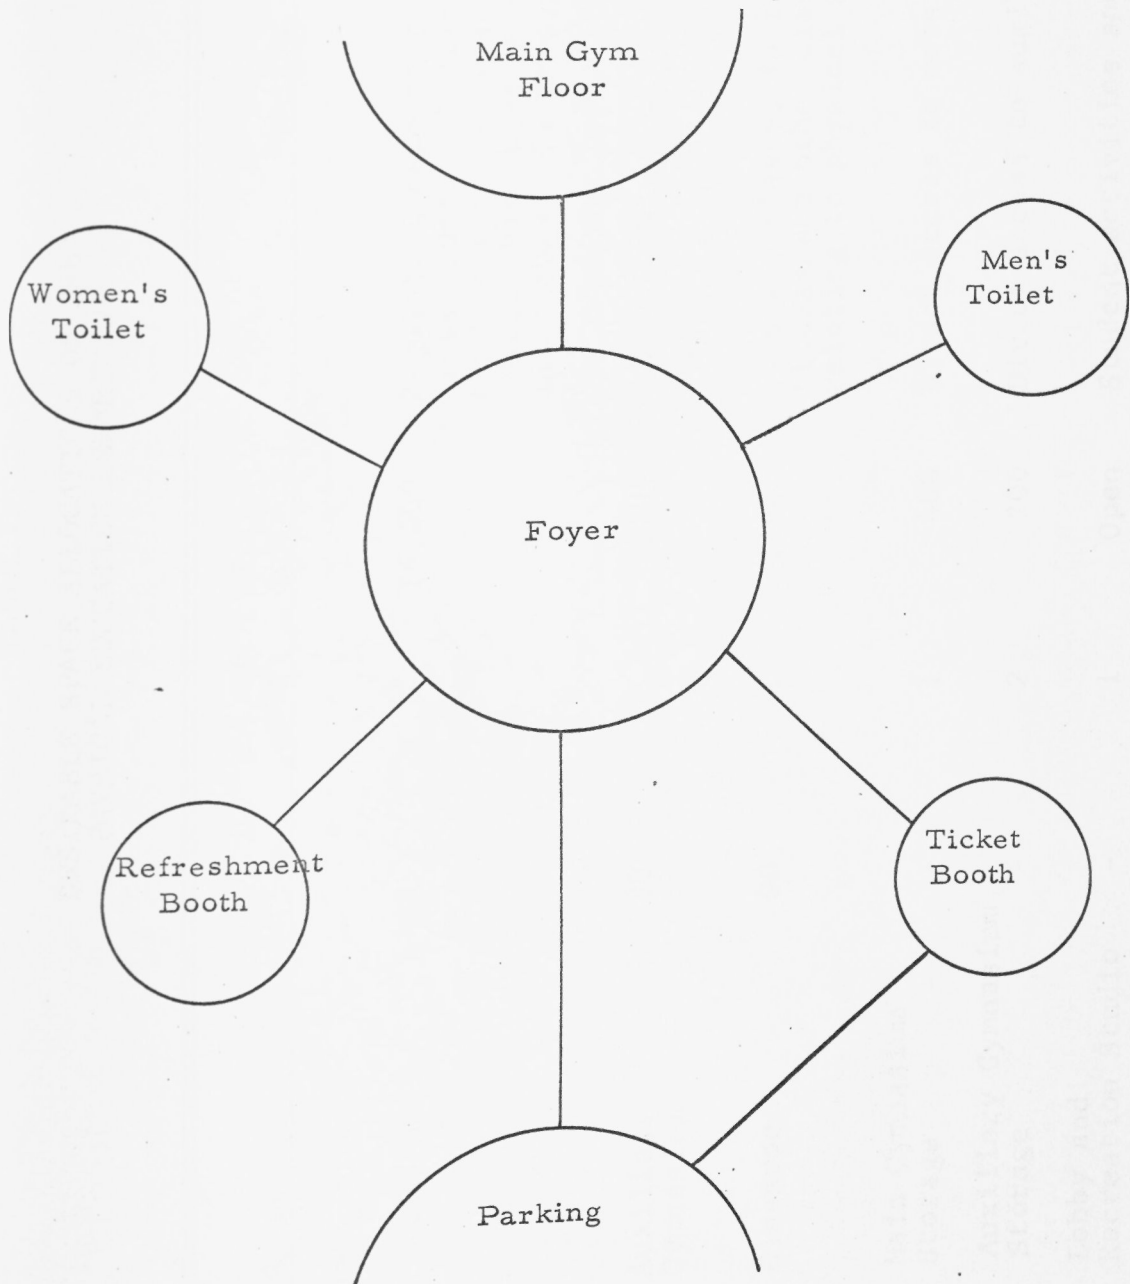 Main Gym
Floor
Women's
Toilet
Men's
Toilet
Foyer
Refreshment
Booth
Ticket
Booth
Parking